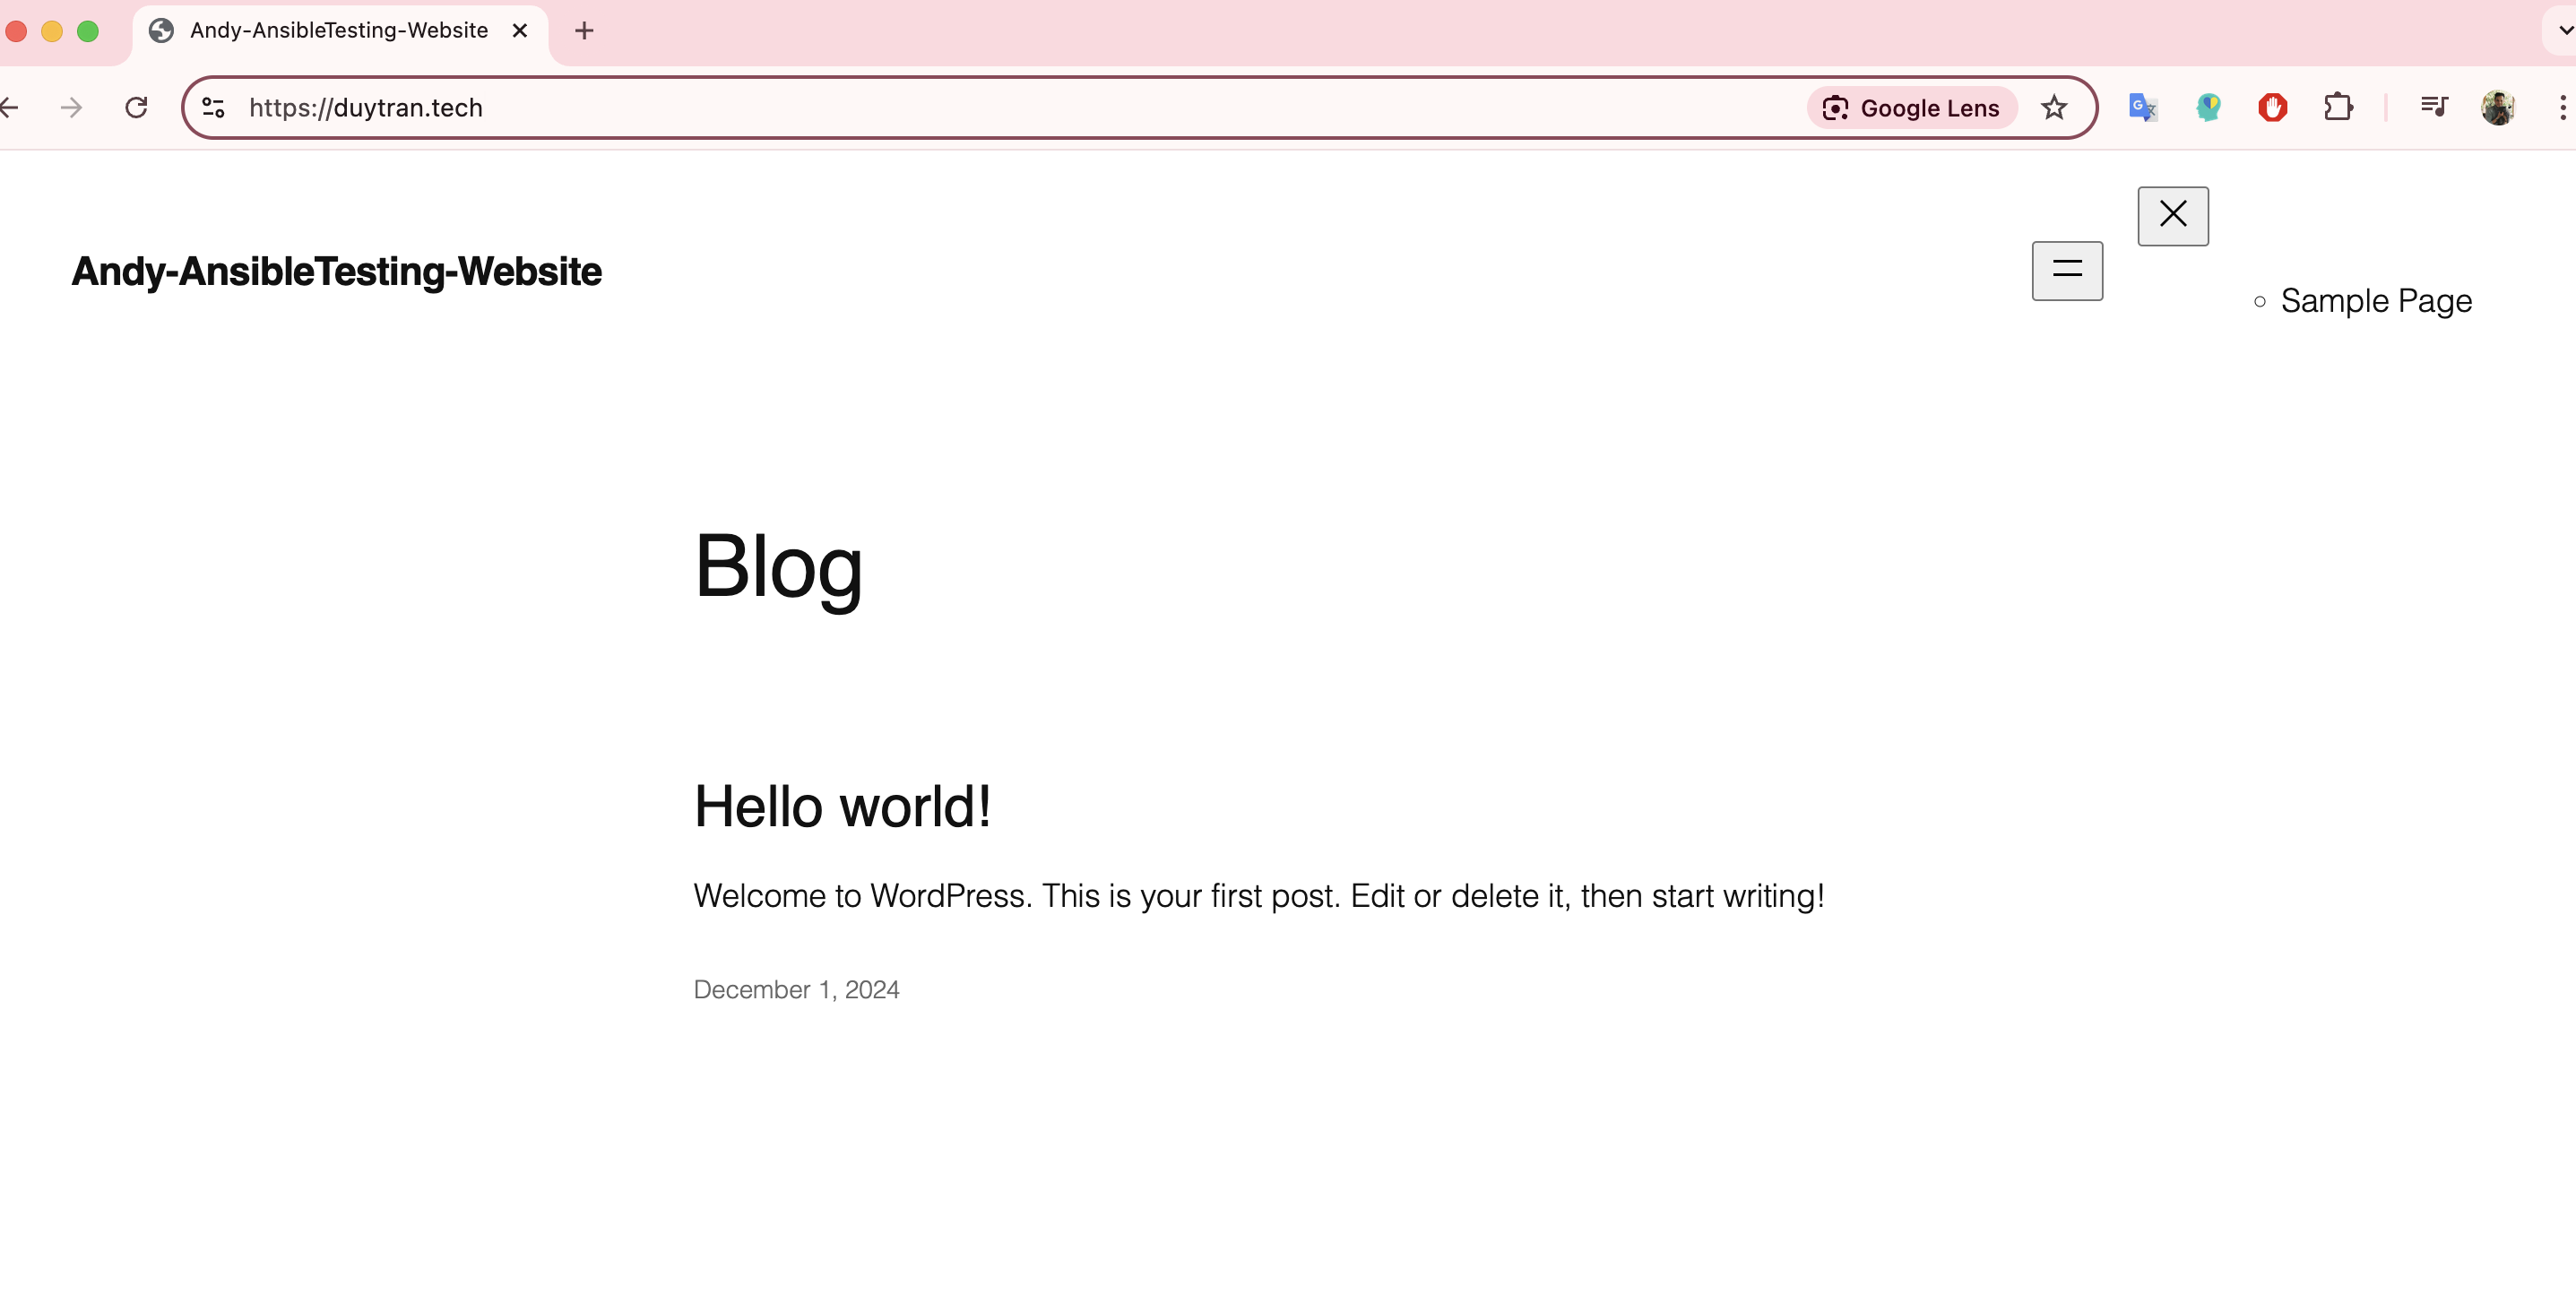 Andy-AnsibleTesting-Website
https://duytran.tech
Google Lens
Andy-AnsibleTesting-Website
Sample Page
Blog
Hello world!
Welcome to WordPress. This is your first post. Edit or delete it, then start writing!
December 1, 2024